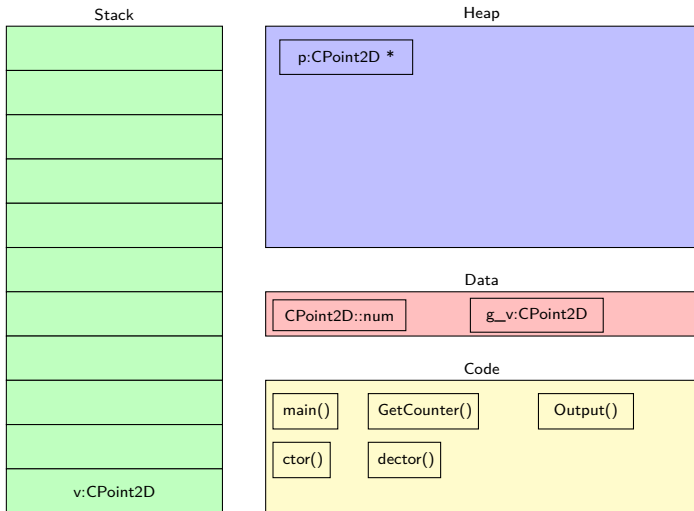 Stack
v:CPoint2D
Heap
p:CPoint2D *
Data
CPoint2D::num
g_v:CPoint2D
Code
main()
GetCounter()
Output()
ctor()
dector()